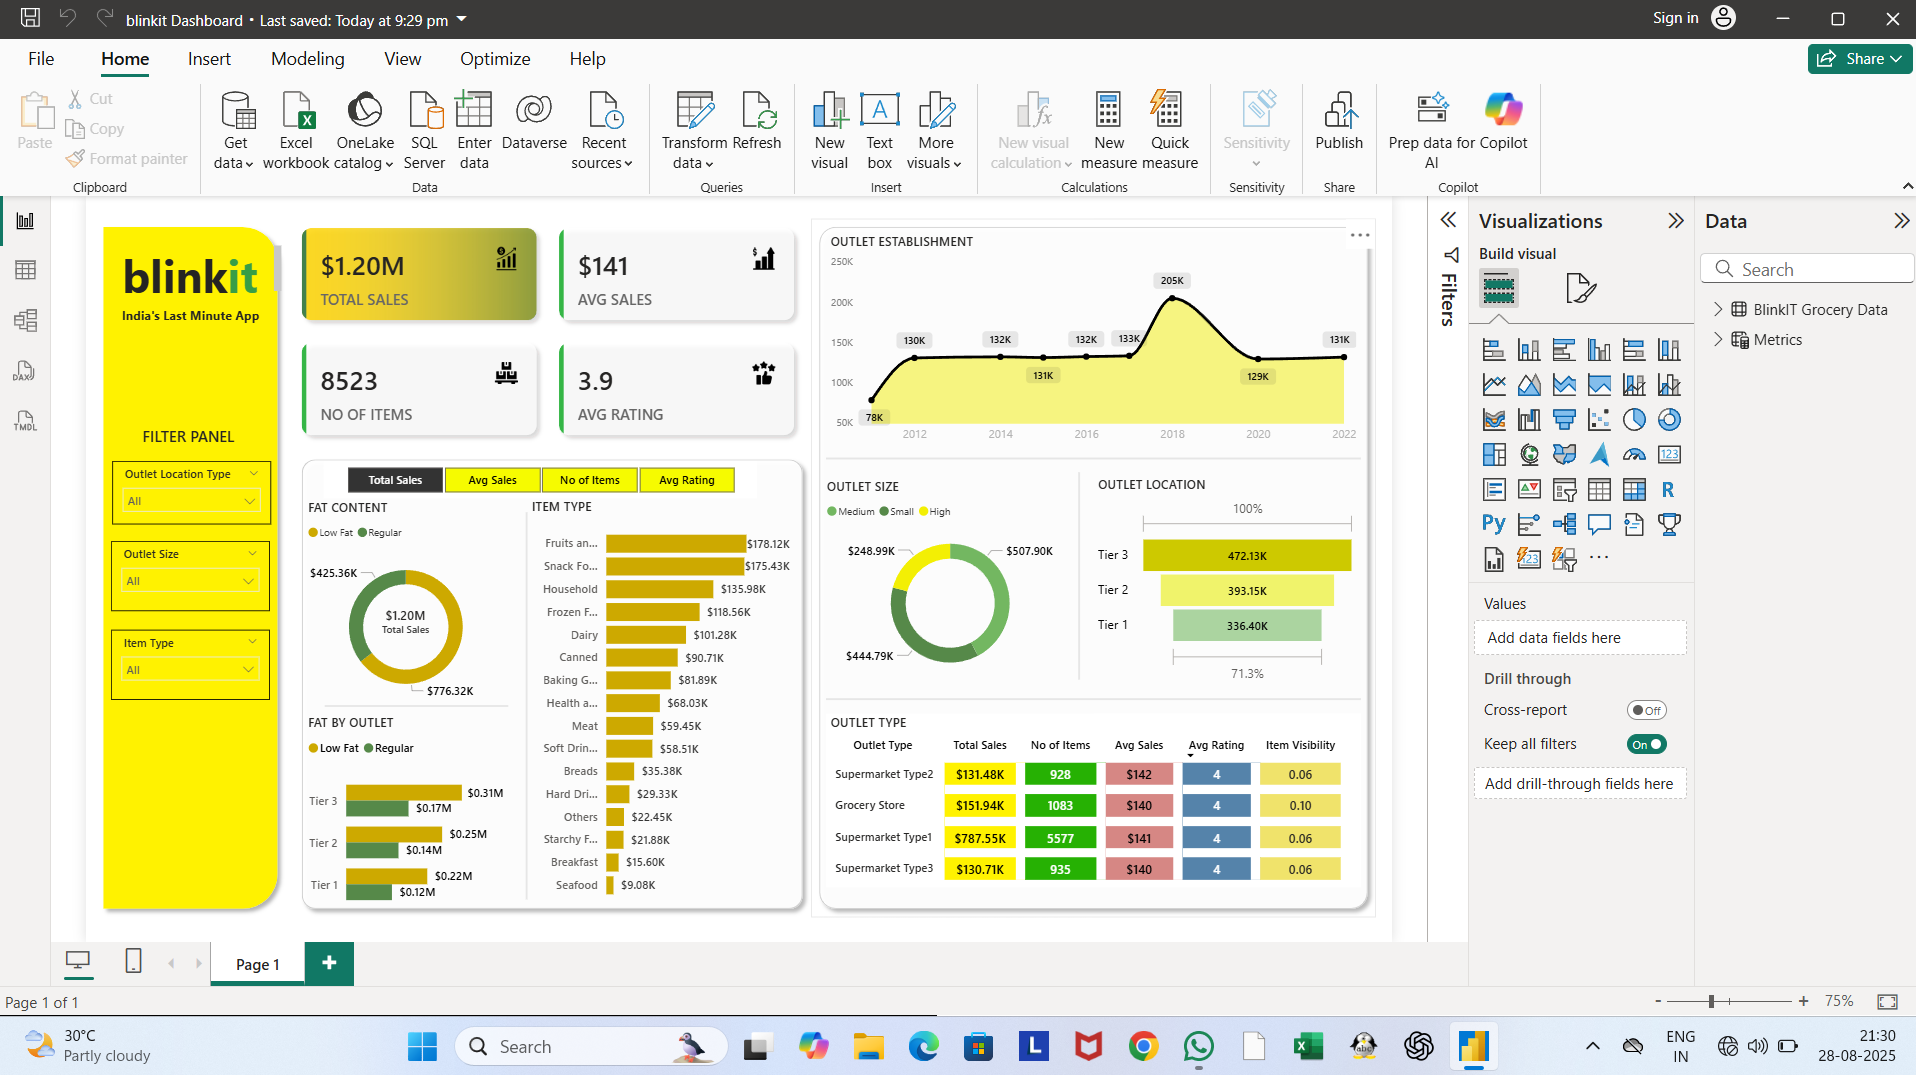 blinkit Dashboard • Last saved: Today at 9:29 pm
Sign in
File
Home
Insert
Modeling
View
Optimize
Help
Share
Paste
Cut
Copy
Format painter
Clipboard
Get data
Excel workbook
OneLake catalog
SQL Server
Enter data
Dataverse
Recent sources
Data
Transform data
Refresh
Queries
New visual
Text box
More visuals
Insert
New visual calculation
New measure
Quick measure
Calculations
Sensitivity
Sensitivity
Publish
Share
Prep data for AI
Copilot
Copilot
DAX
TMDL
blinkit
India's Last Minute App
FILTER PANEL
Outlet Location Type
All
Outlet Size
All
Item Type
All
$1.20M
TOTAL SALES
$141
AVG SALES
8523
NO OF ITEMS
3.9
AVG RATING
Total Sales
Avg Sales
No of Items
Avg Rating
FAT CONTENT
Low Fat Regular
$425.36K
$1.20M
Total Sales
$776.32K
FAT BY OUTLET
Low Fat Regular
Tier 3 $0.31M
$0.17M
Tier 2 $0.25M
$0.14M
Tier 1 $0.22M
$0.12M
ITEM TYPE
Fruits an... $178.12K
Snack Fo... $175.43K
Household $135.98K
Frozen F... $118.56K
Dairy $101.28K
Canned $90.71K
Baking G... $81.89K
Health a... $68.03K
Meat $59.45K
Soft Drin... $58.51K
Breads $35.38K
Hard Dri... $29.33K
Others $22.45K
Starchy F... $21.88K
Breakfast $15.60K
Seafood $9.08K
OUTLET ESTABLISHMENT
250K
200K
150K
100K
50K
78K
130K
132K
131K
132K
133K
205K
129K
131K
2012 2014 2016 2018 2020 2022
OUTLET SIZE
Medium Small High
$248.99K
$507.90K
$444.79K
OUTLET LOCATION
100%
Tier 3 472.13K
Tier 2 393.15K
Tier 1 336.40K
71.3%
OUTLET TYPE
Outlet Type Total Sales No of Items Avg Sales Avg Rating Item Visibility
Supermarket Type2 $131.48K 928 $142 4 0.06
Grocery Store $151.94K 1083 $140 4 0.10
Supermarket Type1 $787.55K 5577 $141 4 0.06
Supermarket Type3 $130.71K 935 $140 4 0.06
Filters
Visualizations
Build visual
123
R
Py
123
Values
Add data fields here
Drill through
Cross-report
Off
Keep all filters
On
Add drill-through fields here
Data
Search
BlinkIT Grocery Data
Metrics
Page 1
Page 1 of 1
- + 75%
30°C
Partly cloudy
Search
L
ENG
IN
21:30
28-08-2025